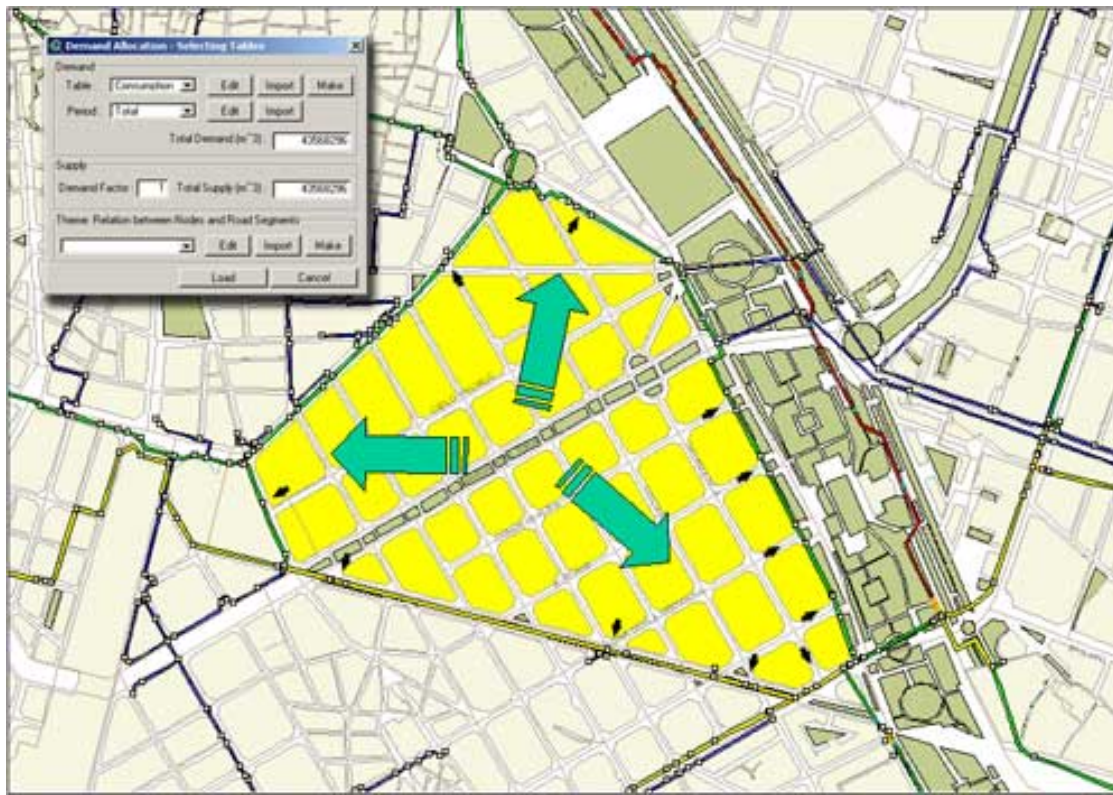 Demand Allocation - Selecting Tables
Demand
Table Consumption Edit Import Make
Period Total Edit Import
Total Demand (m^3) 43568296
Supply
Demand Factor 1 Total Supply (m^3) 43568296
Theme: Relation between Nodes and Road Segments
Edit Import Make
Load Cancel